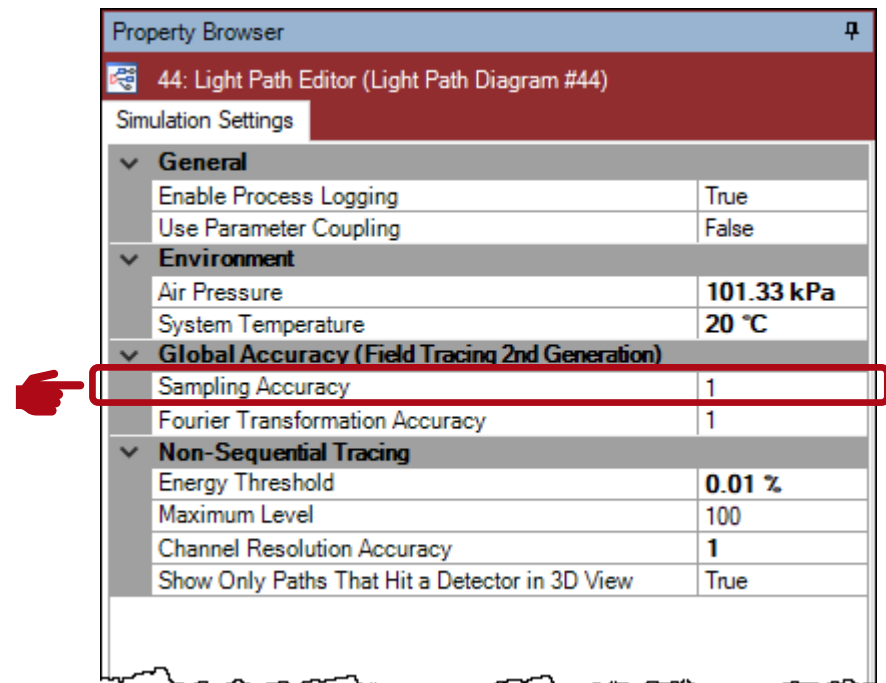 Property Browser
44: Light Path Editor (Light Path Diagram #44)
Simulation Settings
General
Enable Process Logging True
Use Parameter Coupling False
Environment
Air Pressure 101.33 kPa
System Temperature 20 °C
Global Accuracy (Field Tracing 2nd Generation)
Sampling Accuracy 1
Fourier Transformation Accuracy 1
Non-Sequential Tracing
Energy Threshold 0.01 %
Maximum Level 100
Channel Resolution Accuracy 1
Show Only Paths That Hit a Detector in 3D View True